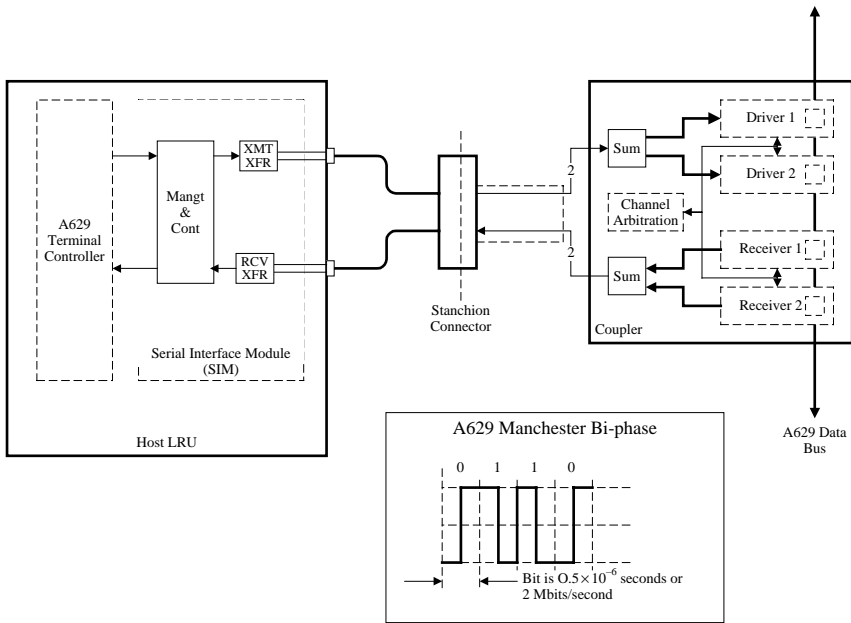 A629
Terminal
Controller
Mangt
&
Cont
XMT
XFR
RCV
XFR
Serial Interface Module
(SIM)
Host LRU
Stanchion
Connector
2
2
Sum
Sum
Driver 1
Driver 2
Channel
Arbitration
Receiver 1
Receiver 2
Coupler
A629 Data
Bus
A629 Manchester Bi-phase
0 1 1 0
Bit is O.5×10⁻⁶ seconds or
2 Mbits/second